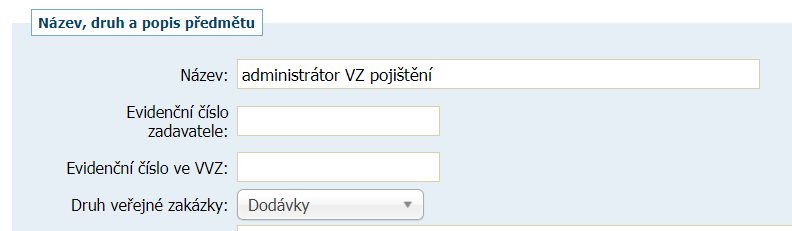 Název, druh a popis předmětu
Název: administrátor VZ pojištění
Evidenční číslo
zadavatele:
Evidenční číslo ve VVZ:
Druh veřejné zakázky: Dodávky